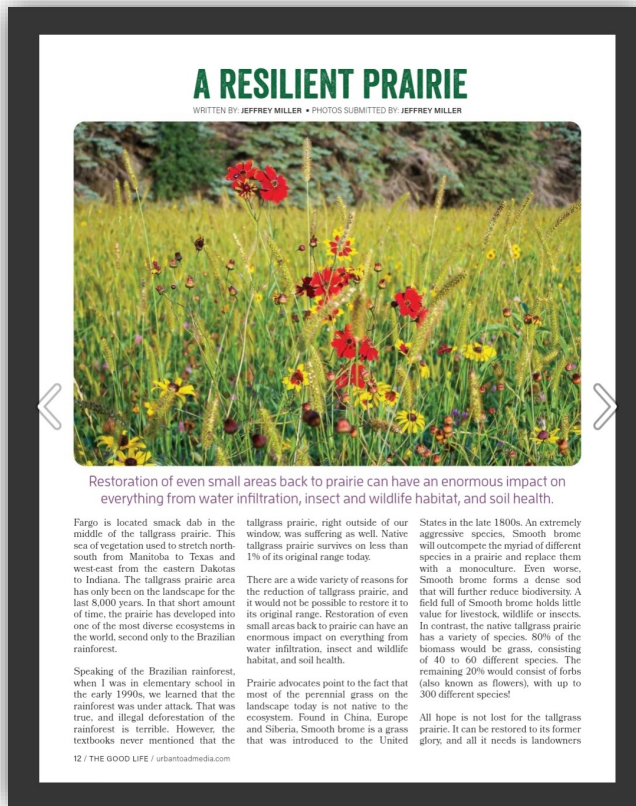 A RESILIENT PRAIRIE
WRITTEN BY: JEFFREY MILLER • PHOTOS SUBMITTED BY: JEFFREY MILLER
Restoration of even small areas back to prairie can have an enormous impact on
everything from water infiltration, insect and wildlife habitat, and soil health.
Fargo is located smack dab in the
middle of the tallgrass prairie. This
sea of vegetation used to stretch north-
south from Manitoba to Texas and
west-east from the eastern Dakotas
to Indiana. The tallgrass prairie area
has only been on the landscape for the
last 8,000 years. In that short amount
of time, the prairie has developed into
one of the most diverse ecosystems in
the world, second only to the Brazilian
rainforest.
Speaking of the Brazilian rainforest,
when I was in elementary school in
the early 1990s, we learned that the
rainforest was under attack. That was
true, and illegal deforestation of the
rainforest is terrible. However, the
textbooks never mentioned that the
tallgrass prairie, right outside of our
window, was suffering as well. Native
tallgrass prairie survives on less than
1% of its original range today.
There are a wide variety of reasons for
the reduction of tallgrass prairie, and
it would not be possible to restore it to
its original range. Restoration of even
small areas back to prairie can have an
enormous impact on everything from
water infiltration, insect and wildlife
habitat, and soil health.
Prairie advocates point to the fact that
most of the perennial grass on the
landscape today is not native to the
ecosystem. Found in China, Europe
and Siberia, Smooth brome is a grass
that was introduced to the United
States in the late 1800s. An extremely
aggressive species, Smooth brome
will outcompete the myriad of different
species in a prairie and replace them
with a monoculture. Even worse,
Smooth brome forms a dense sod
that will further reduce biodiversity. A
field full of Smooth brome holds little
value for livestock, wildlife or insects.
In contrast, the native tallgrass prairie
has a variety of species. 80% of the
biomass would be grass, consisting
of 40 to 60 different species. The
remaining 20% would consist of forbs
(also known as flowers), with up to
300 different species!
All hope is not lost for the tallgrass
prairie. It can be restored to its former
glory, and all it needs is landowners
12 / THE GOOD LIFE / urbantoadmedia.com